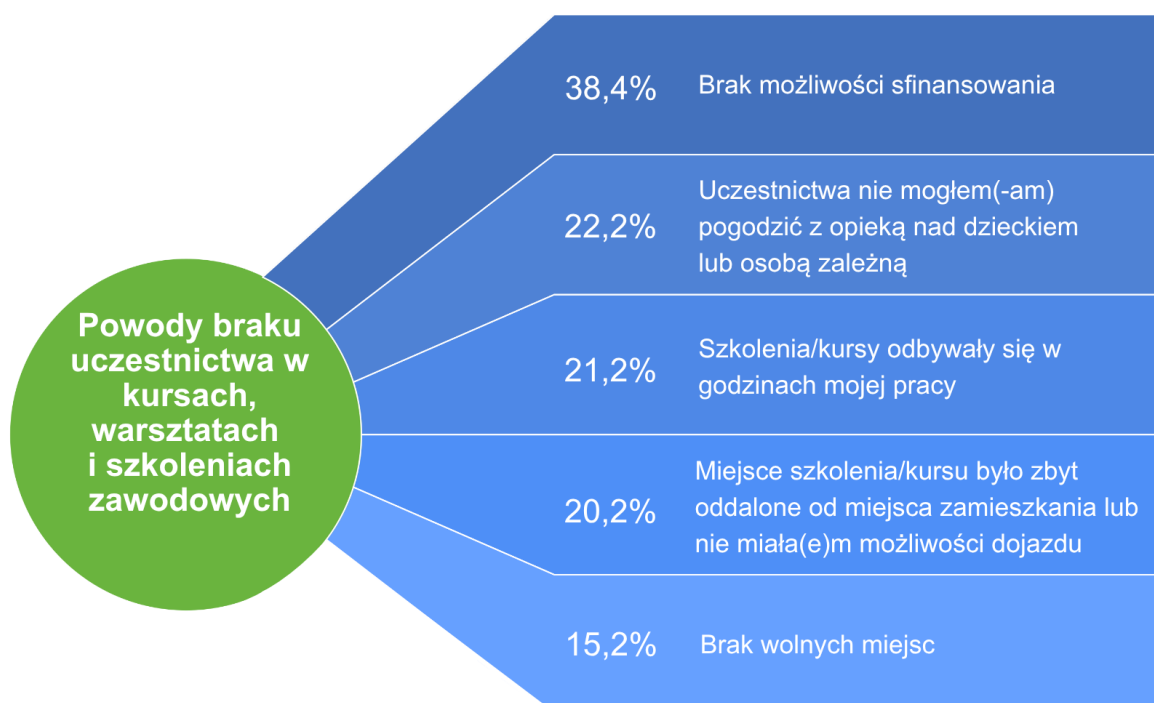 Powody braku
uczestnictwa w
kursach,
warsztatach
i szkoleniach
zawodowych
38,4%
Brak możliwości sfinansowania
22,2%
Uczestnictwa nie mogłem(-am)
pogodzić z opieką nad dzieckiem
lub osobą zależną
21,2%
Szkolenia/kursy odbywały się w
godzinach mojej pracy
20,2%
Miejsce szkolenia/kursu było zbyt
oddalone od miejsca zamieszkania lub
nie miała(e)m możliwości dojazdu
15,2%
Brak wolnych miejsc